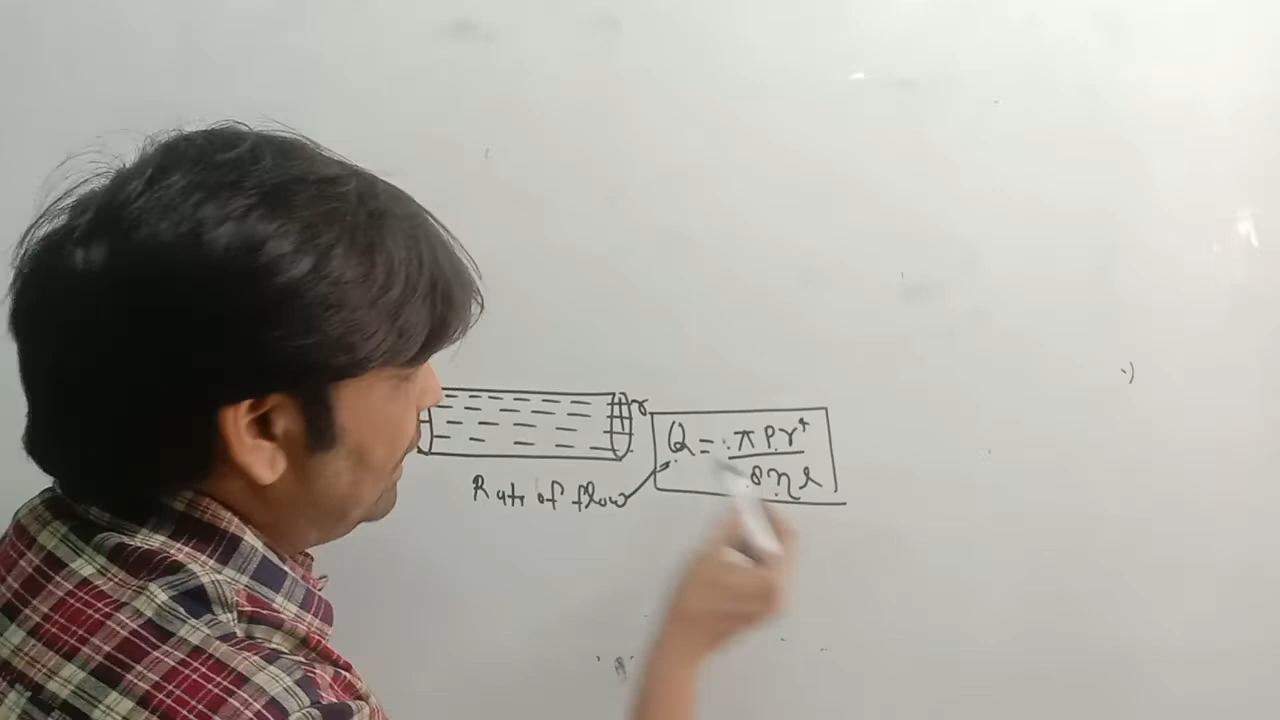 r
Q = πPr⁴
8ηl
Rate of flow